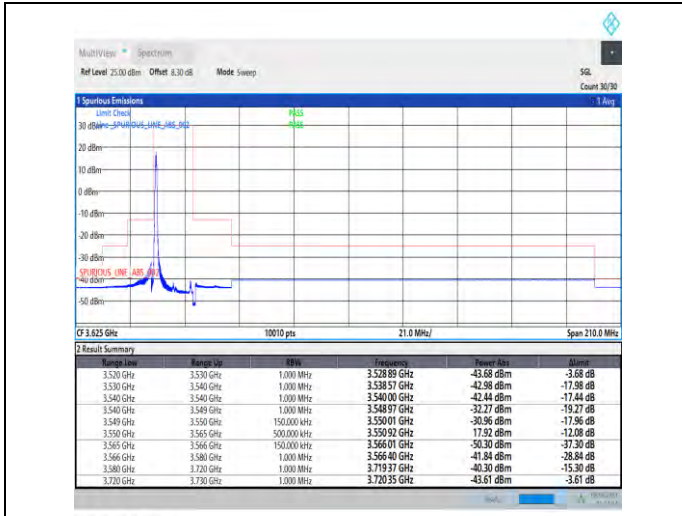 MultiView Spectrum
Ref Level 25.00 dBm Offset 8.30 dB Mode Sweep SGL
Count 30/30
1 Spurious Emissions 1 Avg
Limit Check PASS
30 dBm Line _SPURIOUS_LINE_ABS_002 PASS
20 dBm
10 dBm
0 dBm
-10 dBm
-20 dBm
-30 dBm
SPURIOUS_LINE_ABS_002
-40 dBm
-50 dBm
CF 3.625 GHz 10010 pts 21.0 MHz/ Span 210.0 MHz
2 Result Summary
Range Low Range Up RBW Frequency Power Abs ΔLimit
3.520 GHz 3.530 GHz 1.000 MHz 3.528 89 GHz -43.68 dBm -3.68 dB
3.530 GHz 3.540 GHz 1.000 MHz 3.538 57 GHz -42.98 dBm -17.98 dB
3.540 GHz 3.540 GHz 1.000 MHz 3.540 00 GHz -42.44 dBm -17.44 dB
3.540 GHz 3.549 GHz 1.000 MHz 3.548 97 GHz -32.27 dBm -19.27 dB
3.549 GHz 3.550 GHz 150.000 kHz 3.550 01 GHz -30.96 dBm -17.96 dB
3.550 GHz 3.565 GHz 500.000 kHz 3.550 92 GHz 17.92 dBm -12.08 dB
3.565 GHz 3.566 GHz 150.000 kHz 3.566 01 GHz -50.30 dBm -37.30 dB
3.566 GHz 3.580 GHz 1.000 MHz 3.566 40 GHz -41.84 dBm -28.84 dB
3.580 GHz 3.720 GHz 1.000 MHz 3.719 37 GHz -40.30 dBm -15.30 dB
3.720 GHz 3.730 GHz 1.000 MHz 3.720 35 GHz -43.61 dBm -3.61 dB